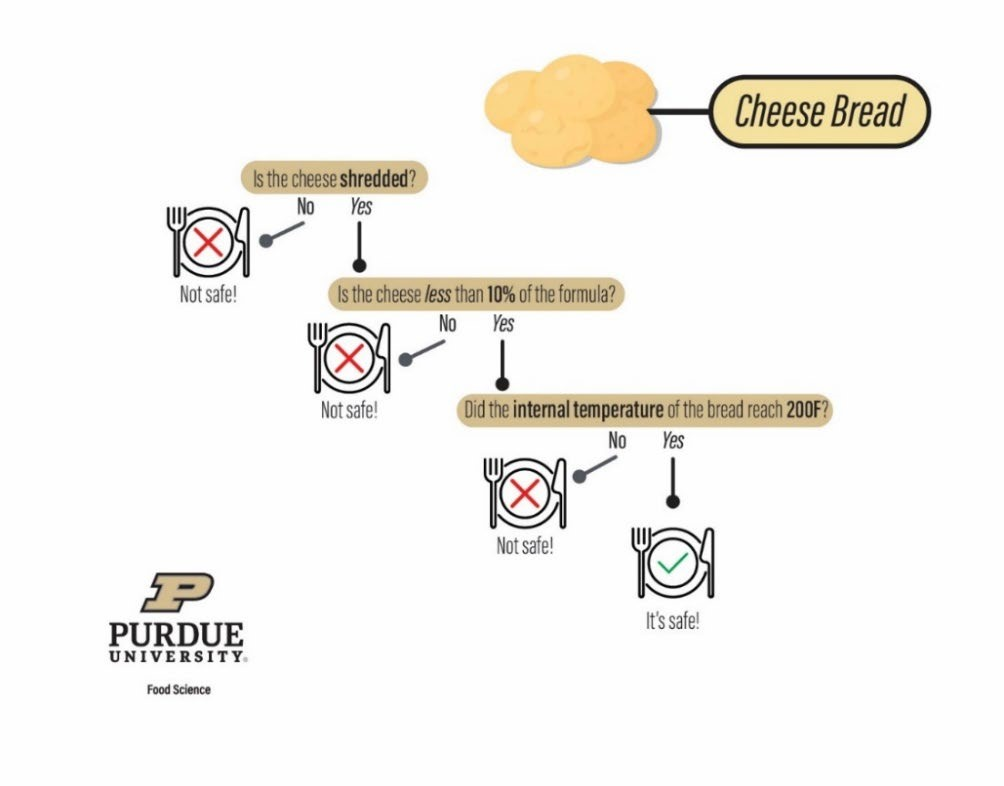 Cheese Bread
Is the cheese shredded?
No
Yes
Not safe!
Is the cheese less than 10% of the formula?
No
Yes
Not safe!
Did the internal temperature of the bread reach 200F?
No
Yes
Not safe!
It's safe!
P
PURDUE
UNIVERSITY®
Food Science